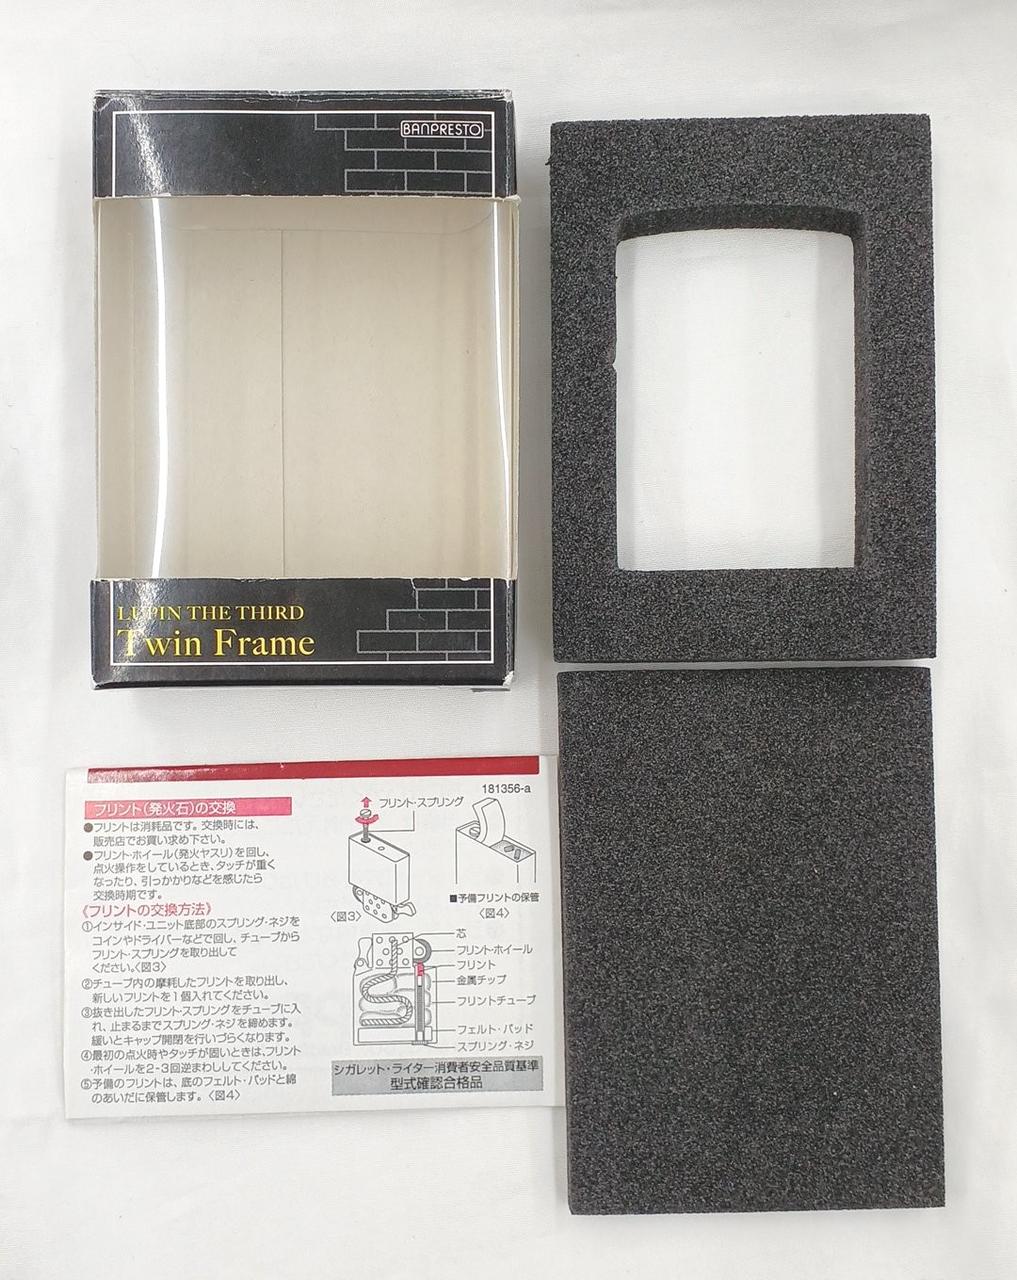 BANPRESTO
LUPIN THE THIRD
Twin Frame
181356-a
フリント(発火石)の交換
●フリントは消耗品です。交換時には、
販売店でお買い求め下さい。
●フリント・ホイール(発火ヤスリ)を回し、
点火操作をしているとき、タッチが重く
なったり、引っかかりなどを感じたら
交換時期です。
《フリントの交換方法》
①インサイド・ユニット底部のスプリング・ネジを
コインやドライバーなどで回し、チューブから
フリント・スプリングを取り出して
ください。〈図3〉
②チューブ内の摩耗したフリントを取り出し、
新しいフリントを1個入れてください。
③抜き出したフリント・スプリングをチューブに入
れ、止まるまでスプリング・ネジを締めます。
緩いとキャップ開閉を行いづらくなります。
④最初の点火時やタッチが固いときは、フリント
・ホイールを2-3回逆まわししてください。
⑤予備のフリントは、底のフェルト・パッドと綿
のあいだに保管します。〈図4〉
フリント・スプリング
〈図3〉
■予備フリントの保管
〈図4〉
芯
フリント・ホイール
フリント
金属チップ
フリントチューブ
フェルト・パッド
スプリング・ネジ
シガレット・ライター消費者安全品質基準
型式確認合格品